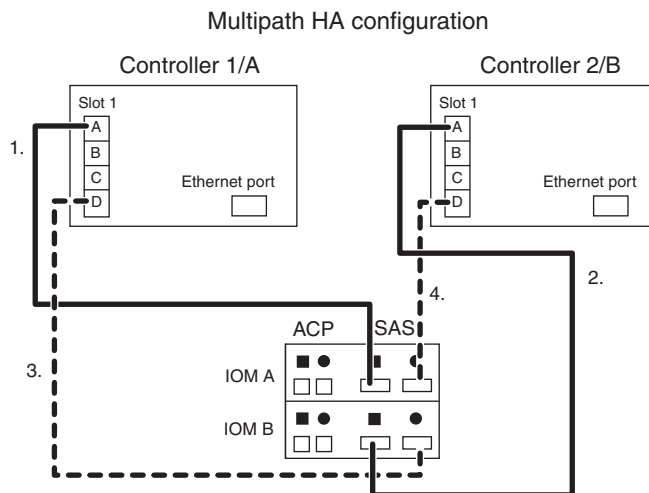 Multipath HA configuration
Controller 1/A
Controller 2/B
Slot 1
A
B
C
D
Ethernet port
Slot 1
A
B
C
D
Ethernet port
1.
2.
3.
4.
ACP
SAS
IOM A
IOM B